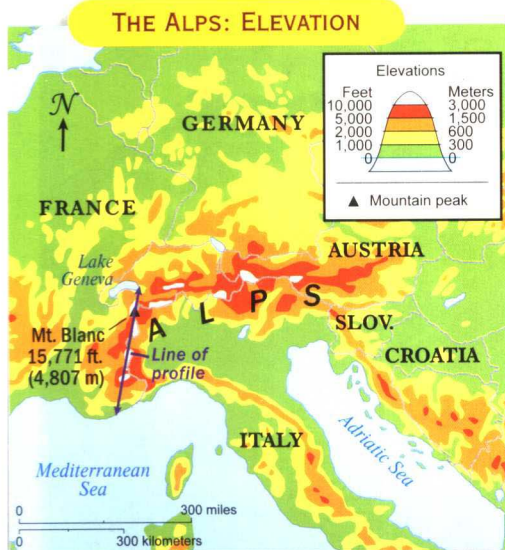 THE ALPS: ELEVATION
N
Elevations
Feet Meters
10,000 3,000
5,000 1,500
2,000 600
1,000 300
0 0
▲ Mountain peak
GERMANY
FRANCE
AUSTRIA
Lake
Geneva
ALPS
SLOV.
Mt. Blanc
15,771 ft.
(4,807 m)
Line of
profile
CROATIA
ITALY
Adriatic Sea
Mediterranean
Sea
0 300 miles
0 300 kilometers